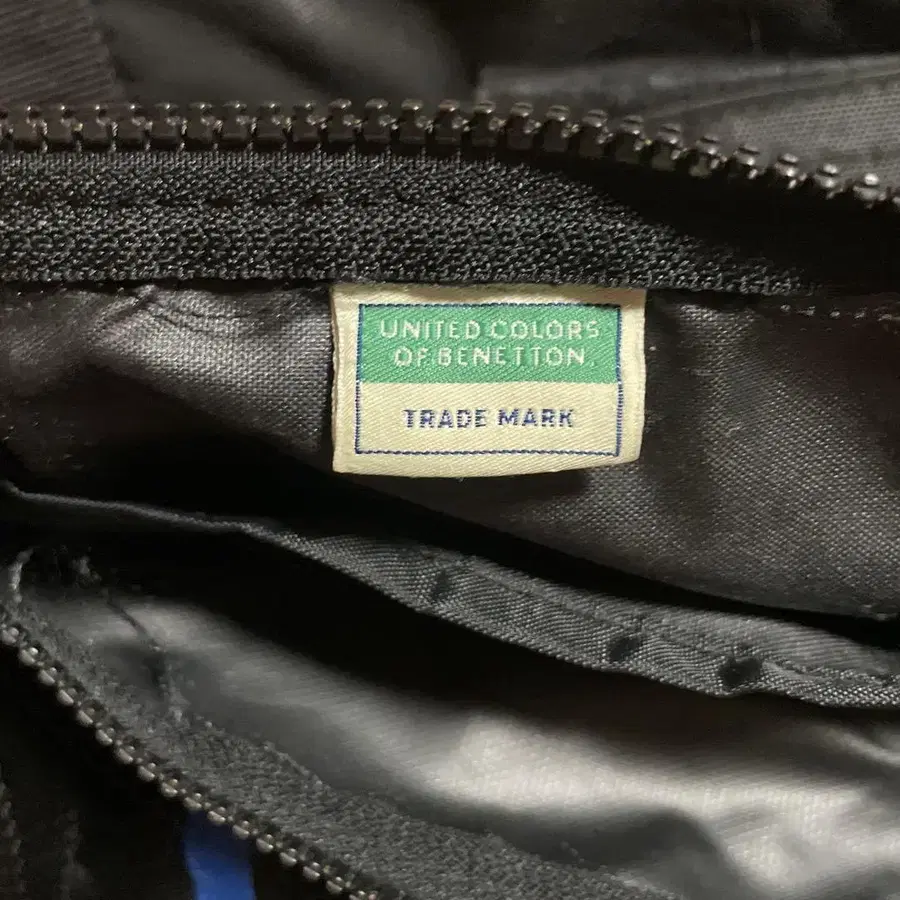 UNITED COLORS
OF BENETTON.
TRADE MARK